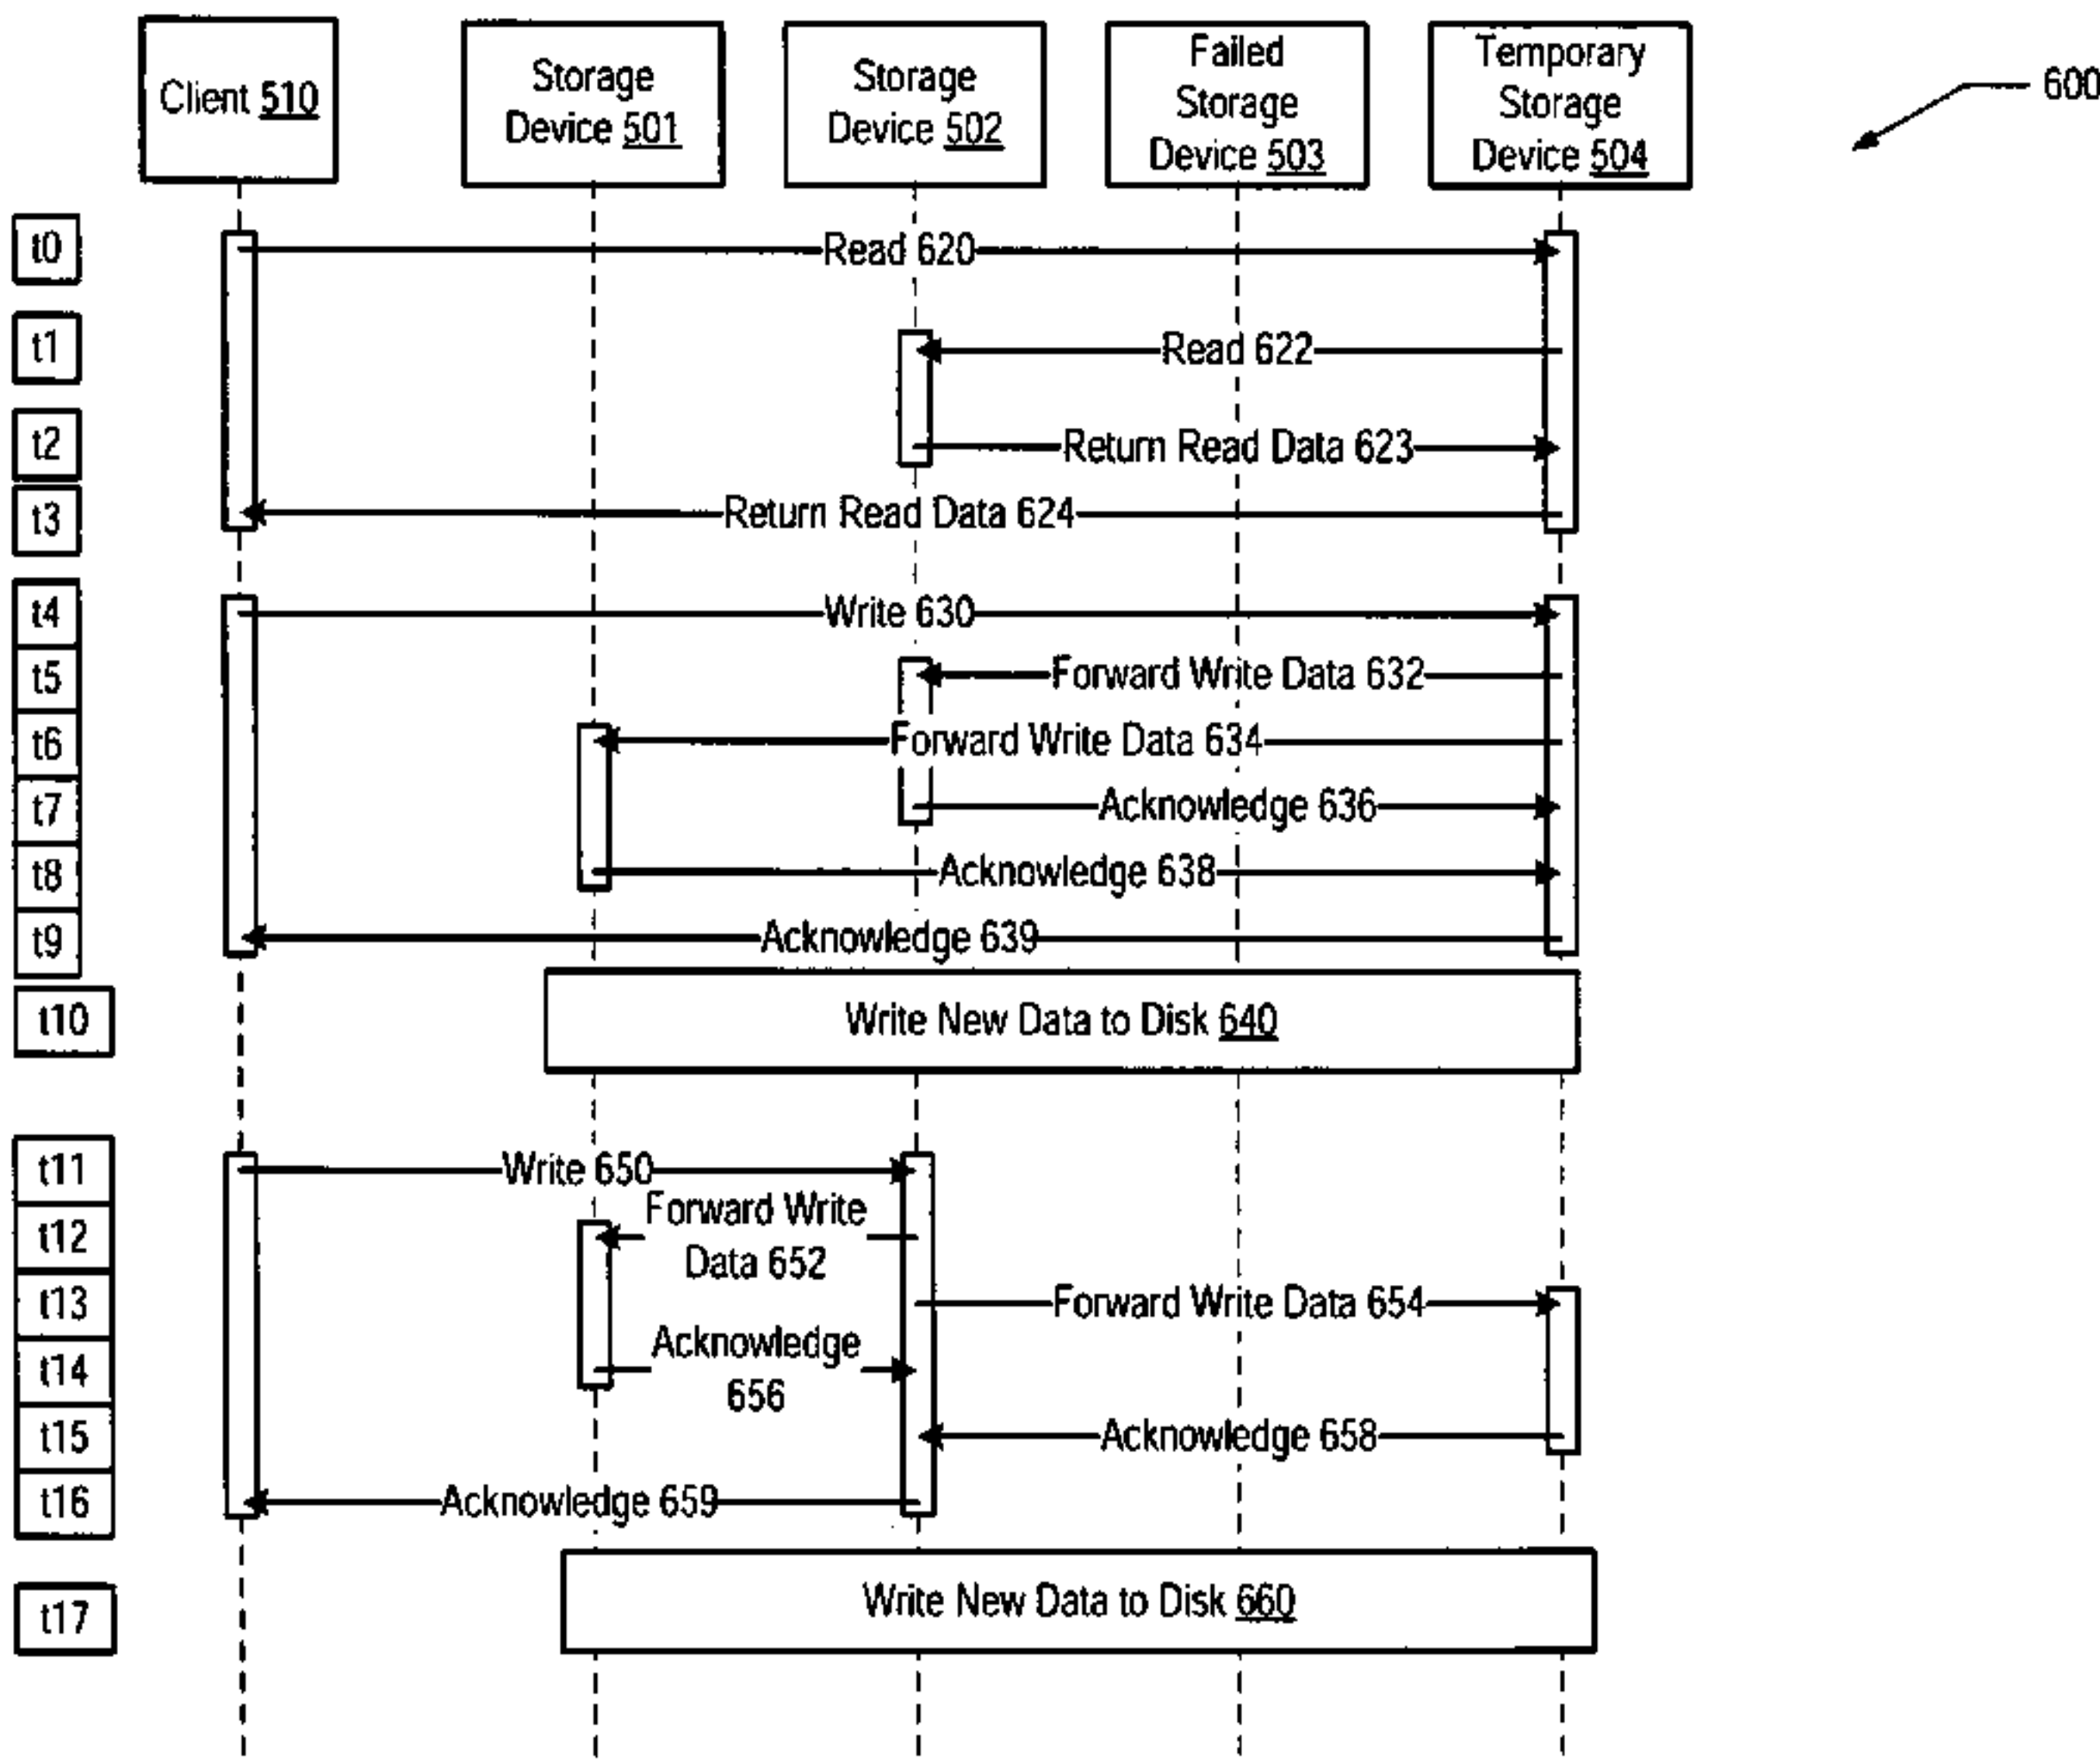 Client 510
Storage
Device 501
Storage
Device 502
Failed
Storage
Device 503
Temporary
Storage
Device 504
600
t0
Read 620
t1
Read 622
t2
Return Read Data 623
t3
Return Read Data 624
t4
Write 630
t5
Forward Write Data 632
t6
Forward Write Data 634
t7
Acknowledge 636
t8
Acknowledge 638
t9
Acknowledge 639
t10
Write New Data to Disk 640
t11
Write 650
t12
Forward Write
Data 652
t13
Forward Write Data 654
t14
Acknowledge
656
t15
Acknowledge 658
t16
Acknowledge 659
t17
Write New Data to Disk 660